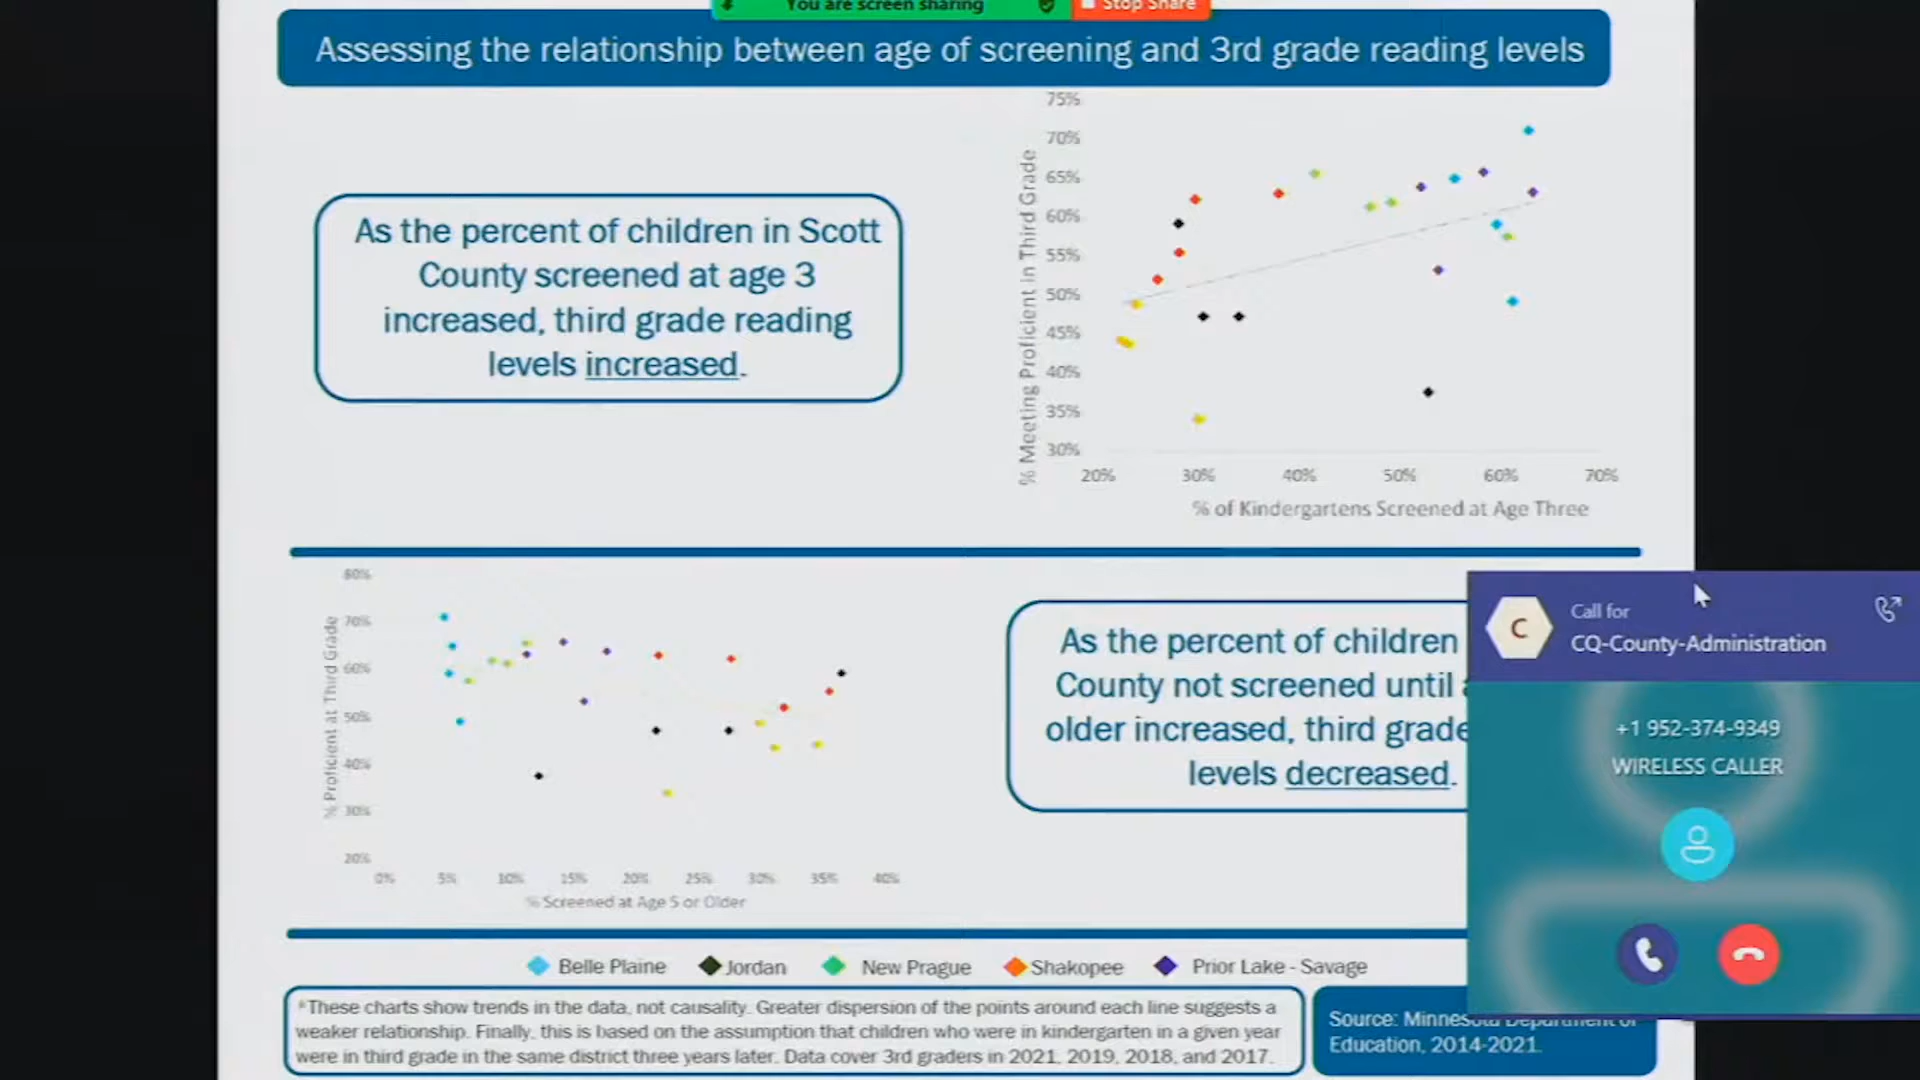 You are screen sharing
Stop Share
Assessing the relationship between age of screening and 3rd grade reading levels
As the percent of children in Scott
County screened at age 3
increased, third grade reading
levels increased.
% Meeting Proficient in Third Grade
75%
70%
65%
60%
55%
50%
45%
40%
35%
30%
20% 30% 40% 50% 60% 70%
% of Kindergartens Screened at Age Three
% Proficient at Third Grade
80%
70%
60%
50%
40%
30%
20%
0% 5% 10% 15% 20% 25% 30% 35% 40%
% Screened at Age 5 or Older
As the percent of children
County not screened until
older increased, third grade
levels decreased.
C
Call for
CQ-County-Administration
+1 952-374-9349
WIRELESS CALLER
Belle Plaine Jordan New Prague Shakopee Prior Lake - Savage
*These charts show trends in the data, not causality. Greater dispersion of the points around each line suggests a
weaker relationship. Finally, this is based on the assumption that children who were in kindergarten in a given year
were in third grade in the same district three years later. Data cover 3rd graders in 2021, 2019, 2018, and 2017.
Source: Minnesota Department of
Education, 2014-2021.